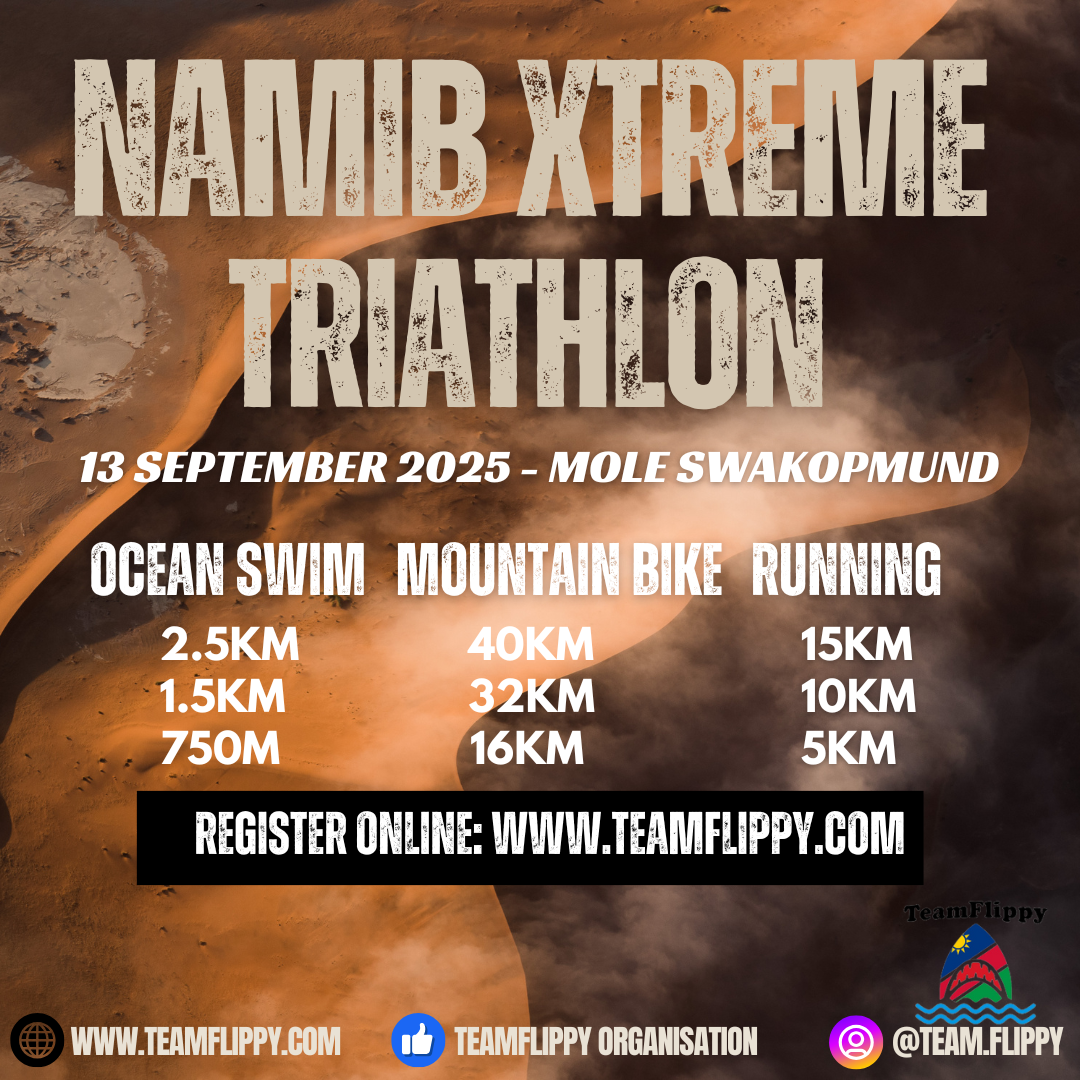 NAMIB XTREME
TRIATHLON
13 SEPTEMBER 2025 - MOLE SWAKOPMUND
OCEAN SWIM MOUNTAIN BIKE RUNNING
2.5KM 40KM 15KM
1.5KM 32KM 10KM
750M 16KM 5KM
REGISTER ONLINE: WWW.TEAMFLIPPY.COM
TeamFlippy
WWW.TEAMFLIPPY.COM TEAMFLIPPY ORGANISATION @TEAM.FLIPPY